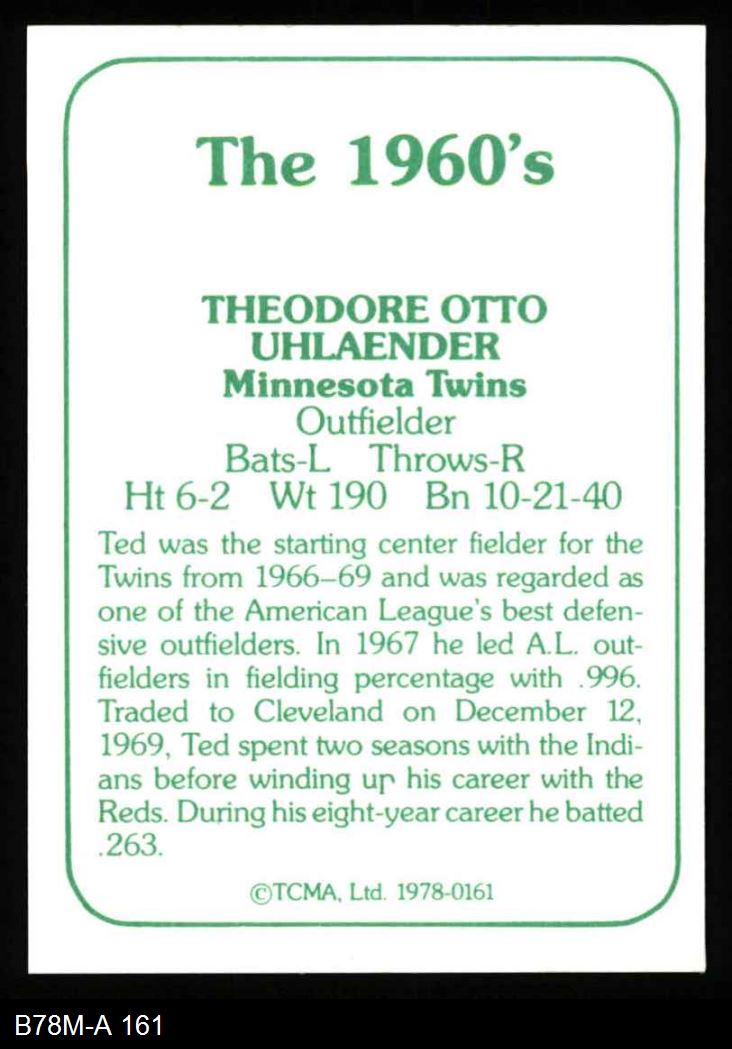 The 1960's
THEODORE OTTO
UHLAENDER
Minnesota Twins
Outfielder
Bats-L Throws-R
Ht 6-2 Wt 190 Bn 10-21-40
Ted was the starting center fielder for the
Twins from 1966–69 and was regarded as
one of the American League's best defen-
sive outfielders. In 1967 he led A.L. out-
fielders in fielding percentage with .996.
Traded to Cleveland on December 12,
1969, Ted spent two seasons with the Indi-
ans before winding up his career with the
Reds. During his eight-year career he batted
.263.
©TCMA, Ltd. 1978-0161
B78M-A 161